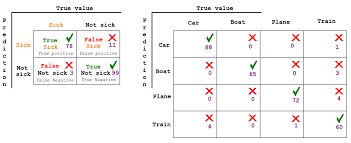 True value
Sick Not sick
Prediction
Sick
True Sick 78
True positive
False Sick 11
False positive
Not sick
False Not sick 3
False Negative
True Not sick 99
True Negative
True value
Car Boat Plane Train
Prediction
Car 88 0 0 1
Boat 0 65 0 3
Plane 0 0 72 4
Train 4 0 1 60